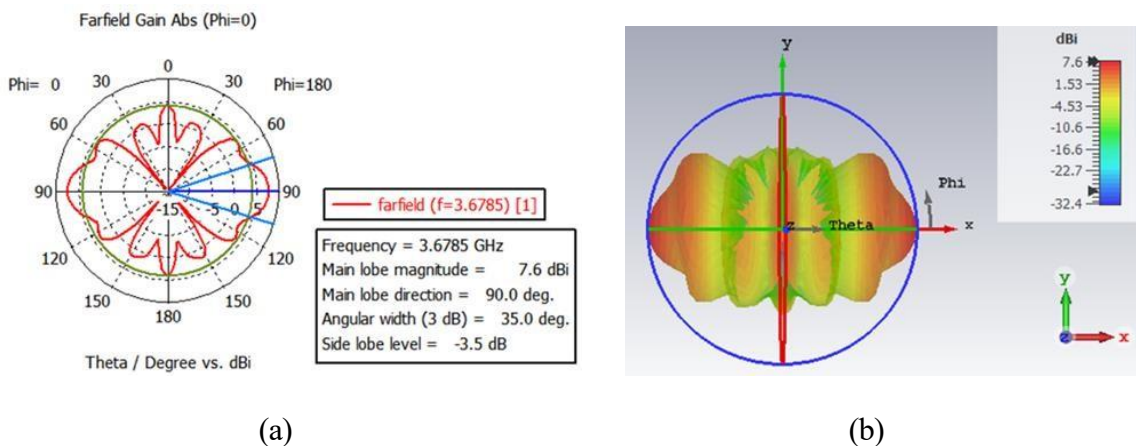 Farfield Gain Abs (Phi=0)
Phi= 0 30 0 30 Phi=180
60 60
90 -15 -5 0 5 90
120 120
150 180 150
Theta / Degree vs. dBi
farfield (f=3.6785) [1]
Frequency = 3.6785 GHz
Main lobe magnitude = 7.6 dBi
Main lobe direction = 90.0 deg.
Angular width (3 dB) = 35.0 deg.
Side lobe level = -3.5 dB
(a)
y
Phi
z Theta x
dBi
7.6
1.53
-4.53
-10.6
-16.6
-22.7
-32.4
y
z x
(b)